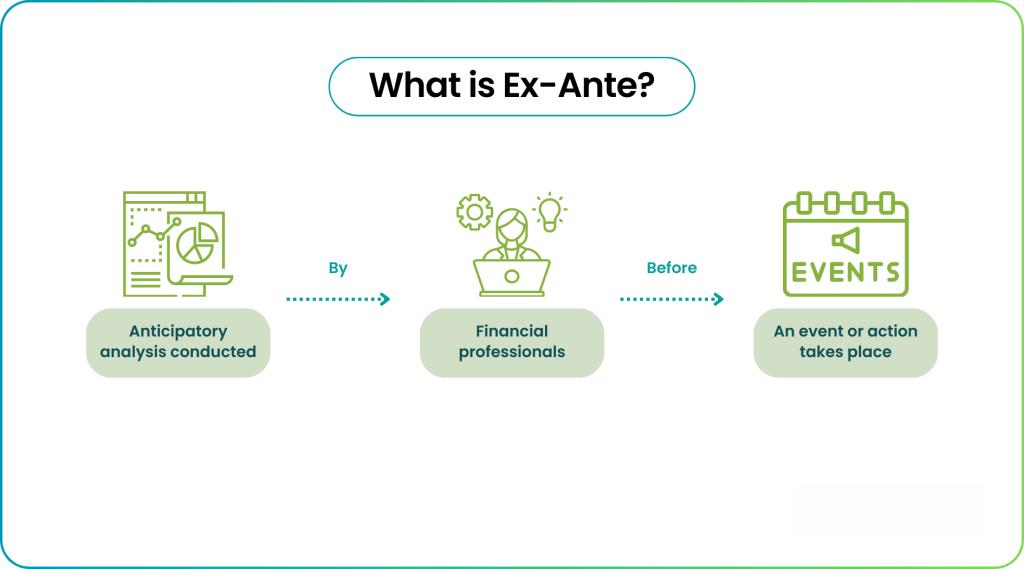 What is Ex-Ante?
By
Before
EVENTS
Anticipatory
analysis conducted
Financial
professionals
An event or action
takes place